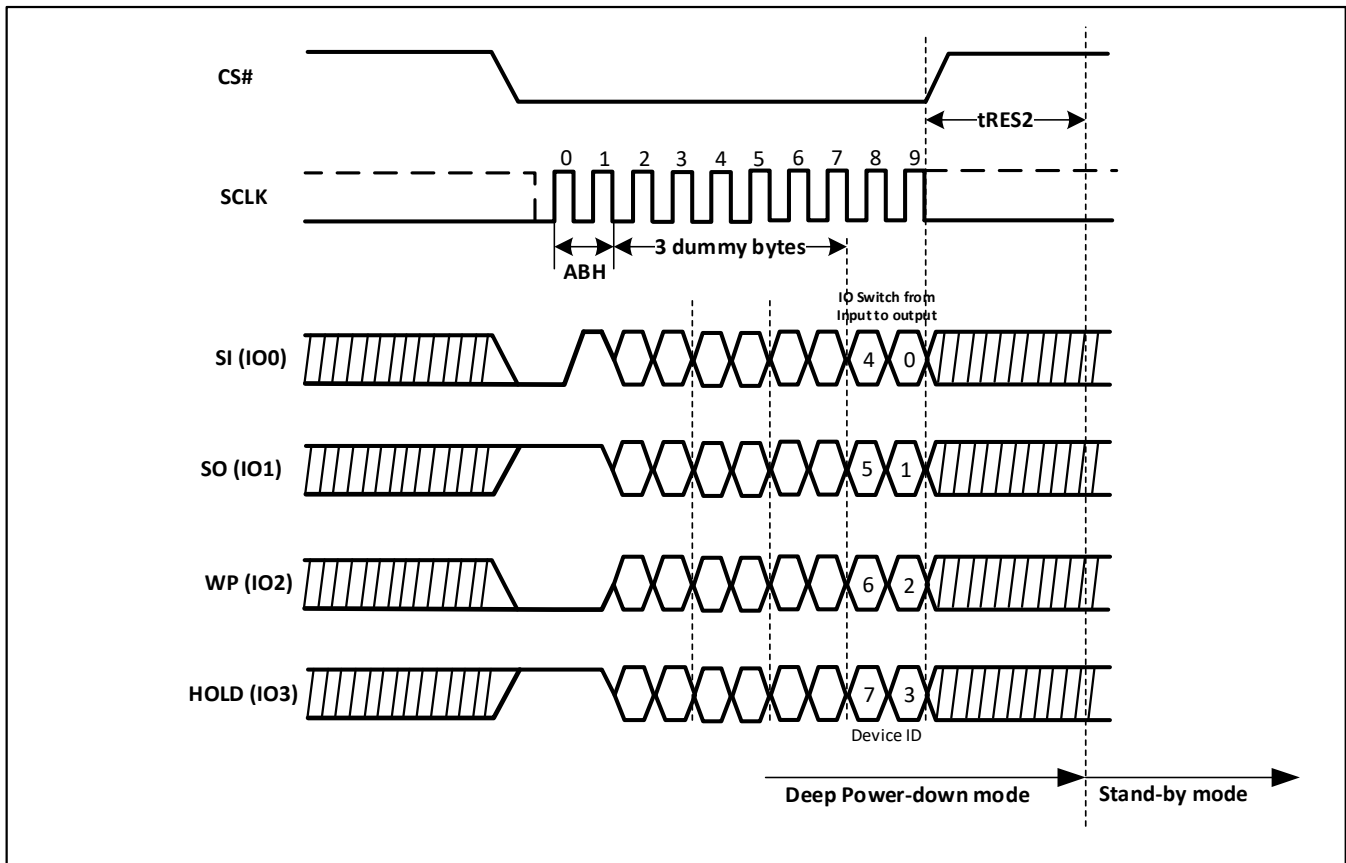 CS#
tRES2
0 1 2 3 4 5 6 7 8 9
SCLK
3 dummy bytes
ABH
IO Switch from
Input to output
SI (IO0)
4 0
SO (IO1)
5 1
WP (IO2)
6 2
HOLD (IO3)
7 3
Device ID
Deep Power-down mode
Stand-by mode